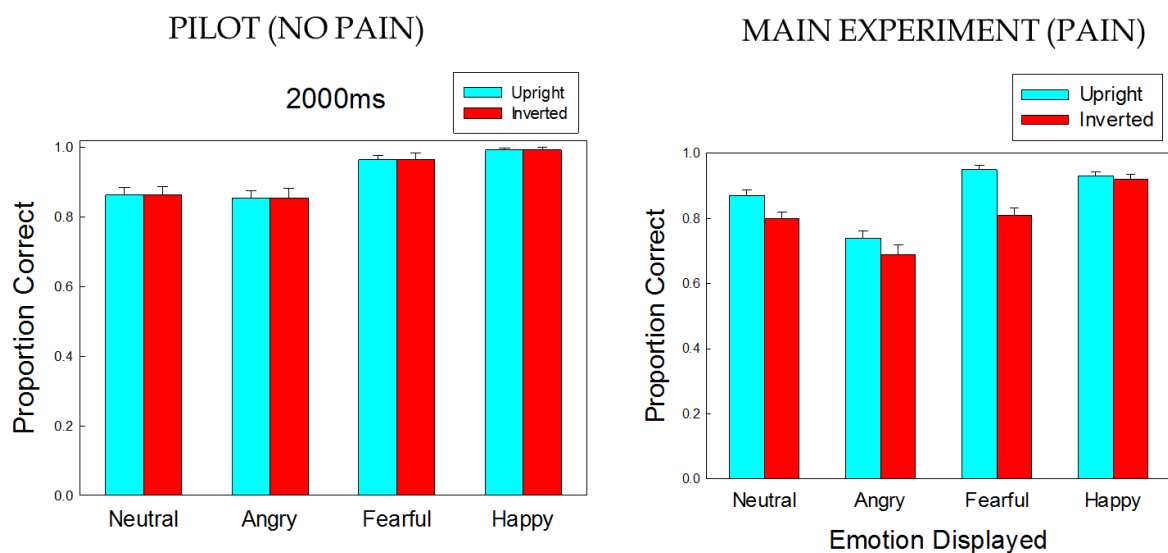 PILOT (NO PAIN)
2000ms
Upright
Inverted
Proportion Correct
1.0
0.8
0.6
0.4
0.2
0.0
Neutral Angry Fearful Happy
MAIN EXPERIMENT (PAIN)
Upright
Inverted
Proportion Correct
1.0
0.8
0.6
0.4
0.2
0.0
Neutral Angry Fearful Happy
Emotion Displayed